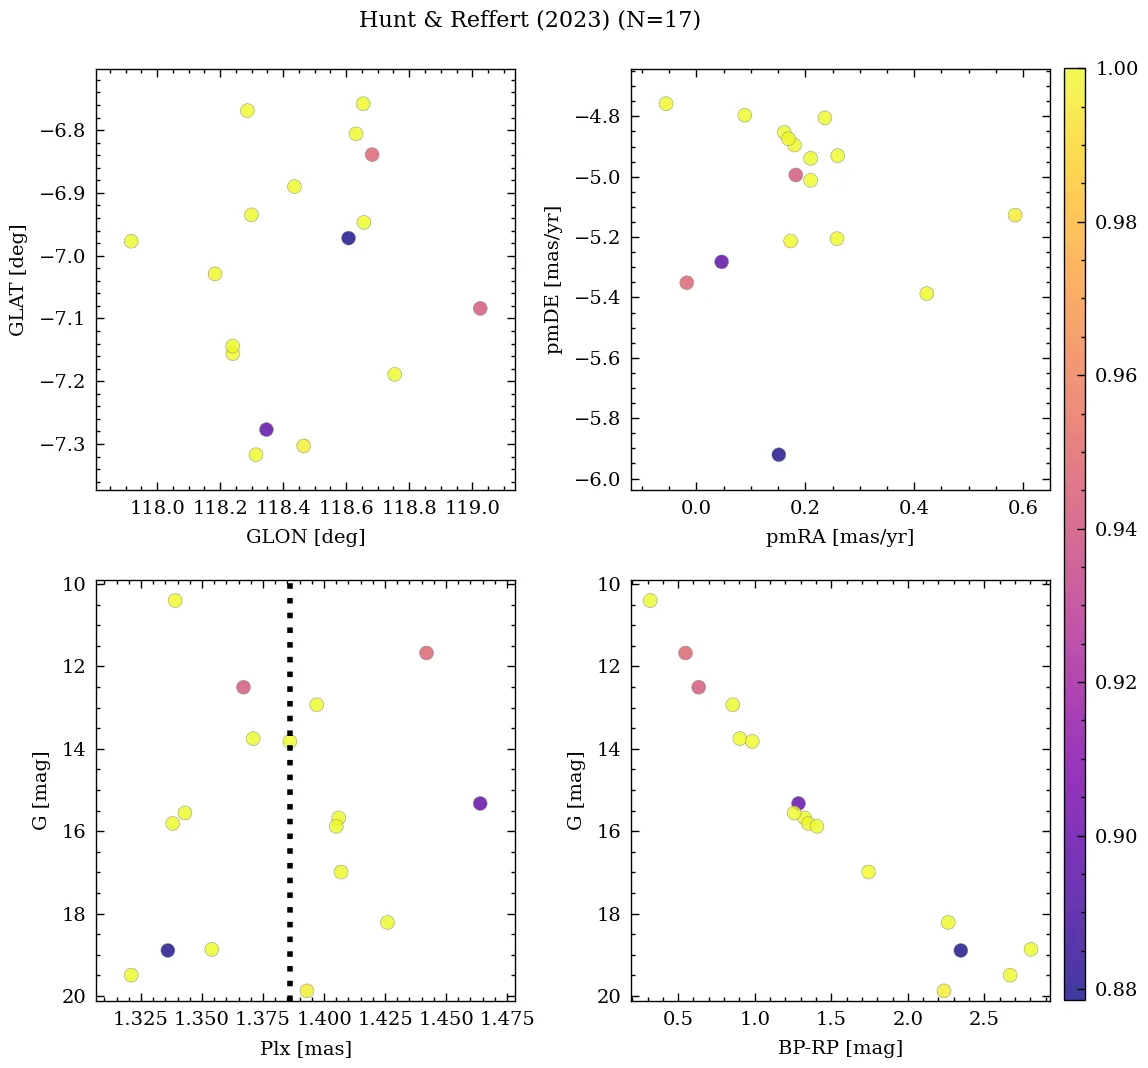 Hunt & Reffert (2023) (N=17)
−6.8
−6.9
−7.0
−7.1
−7.2
−7.3
GLAT [deg]
118.0 118.2 118.4 118.6 118.8 119.0
GLON [deg]
−4.8
−5.0
−5.2
−5.4
−5.6
−5.8
−6.0
pmDE [mas/yr]
0.0 0.2 0.4 0.6
pmRA [mas/yr]
10
12
14
16
18
20
G [mag]
1.325 1.350 1.375 1.400 1.425 1.450 1.475
Plx [mas]
10
12
14
16
18
20
G [mag]
0.5 1.0 1.5 2.0 2.5
BP-RP [mag]
1.00
0.98
0.96
0.94
0.92
0.90
0.88